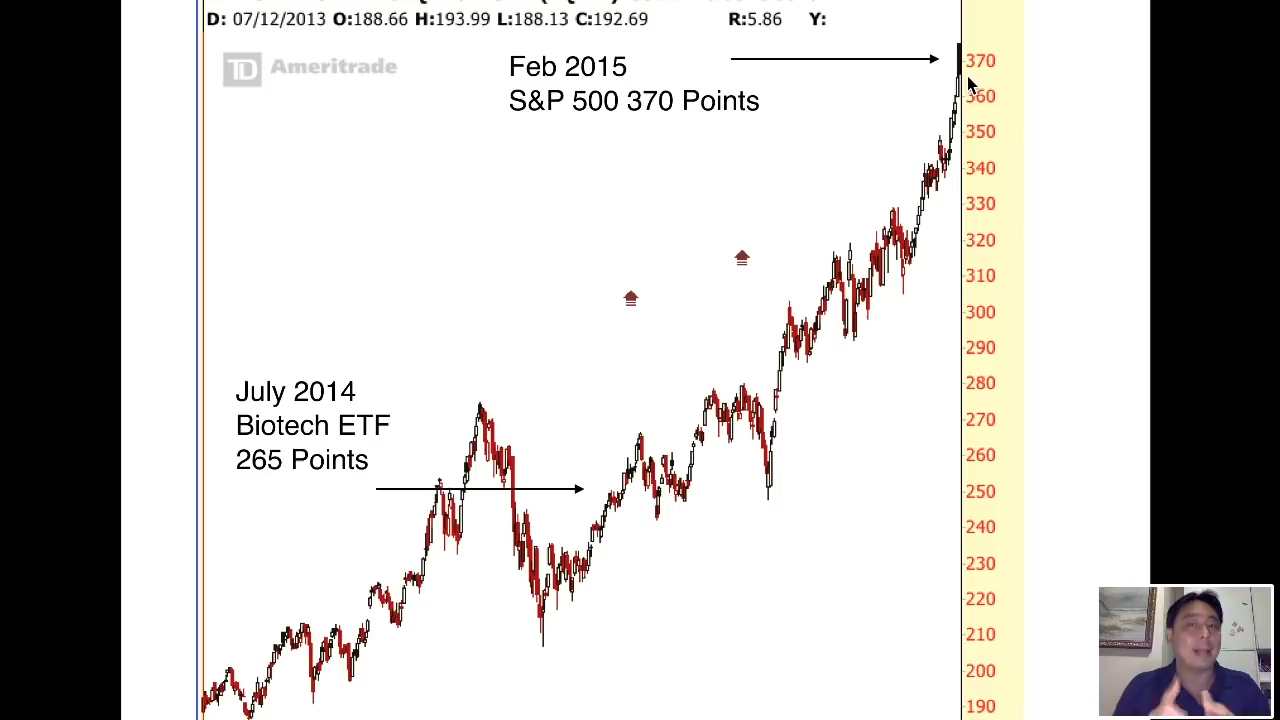 D: 07/12/2013 O:188.66 H:193.99 L:188.13 C:192.69 R:5.86 Y:
TD Ameritrade
Feb 2015
S&P 500 370 Points
July 2014
Biotech ETF
265 Points
370
360
350
340
330
320
310
300
290
280
270
260
250
240
230
220
210
200
190